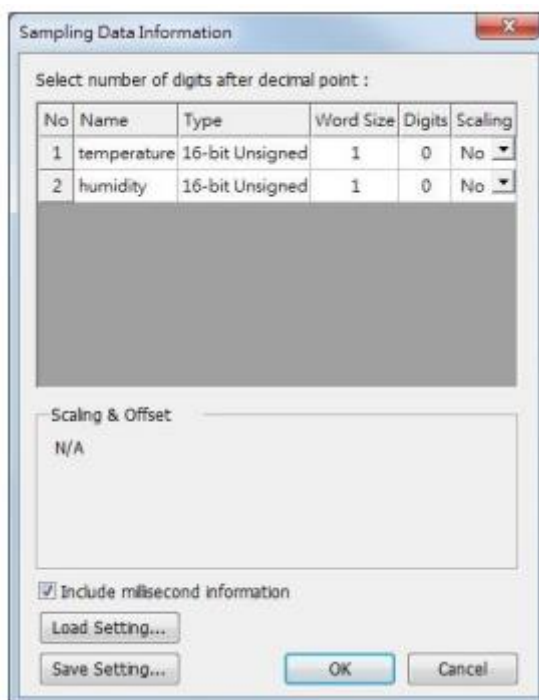 Sampling Data Information
Select number of digits after decimal point :
No Name Type Word Size Digits Scaling
1 temperature 16-bit Unsigned 1 0 No
2 humidity 16-bit Unsigned 1 0 No
Scaling & Offset
N/A
Include millisecond information
Load Setting...
Save Setting... OK Cancel